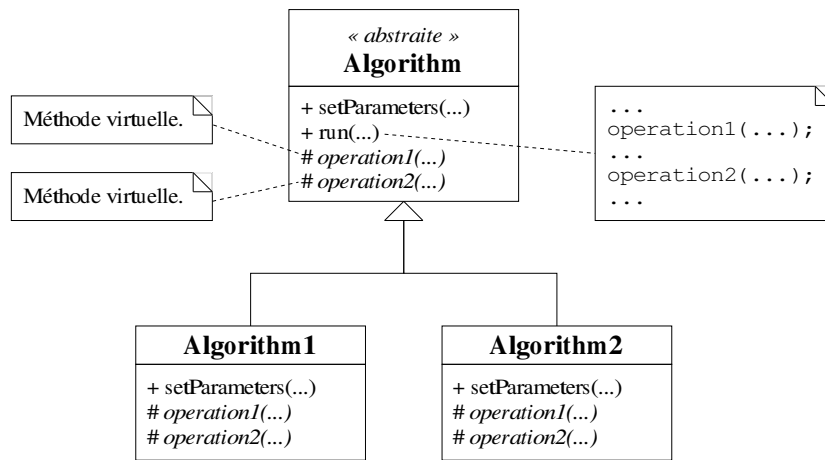 « abstraite »
Algorithm
+ setParameters(...)
+ run(...)
# operation1(...)
# operation2(...)
Méthode virtuelle.
Méthode virtuelle.
...
operation1(...);
...
operation2(...);
...
Algorithm1
+ setParameters(...)
# operation1(...)
# operation2(...)
Algorithm2
+ setParameters(...)
# operation1(...)
# operation2(...)